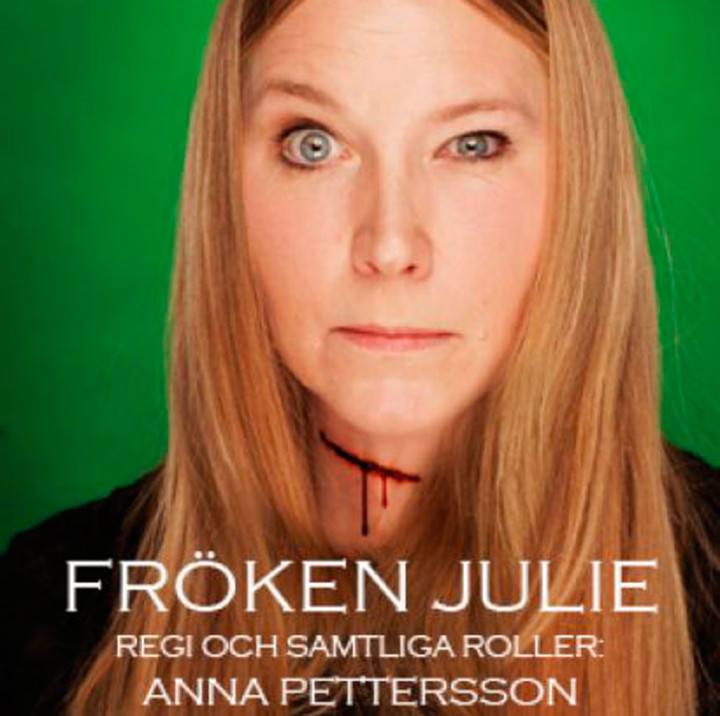 FRÖKEN JULIE
REGI OCH SAMTLIGA ROLLER:
ANNA PETTERSSON